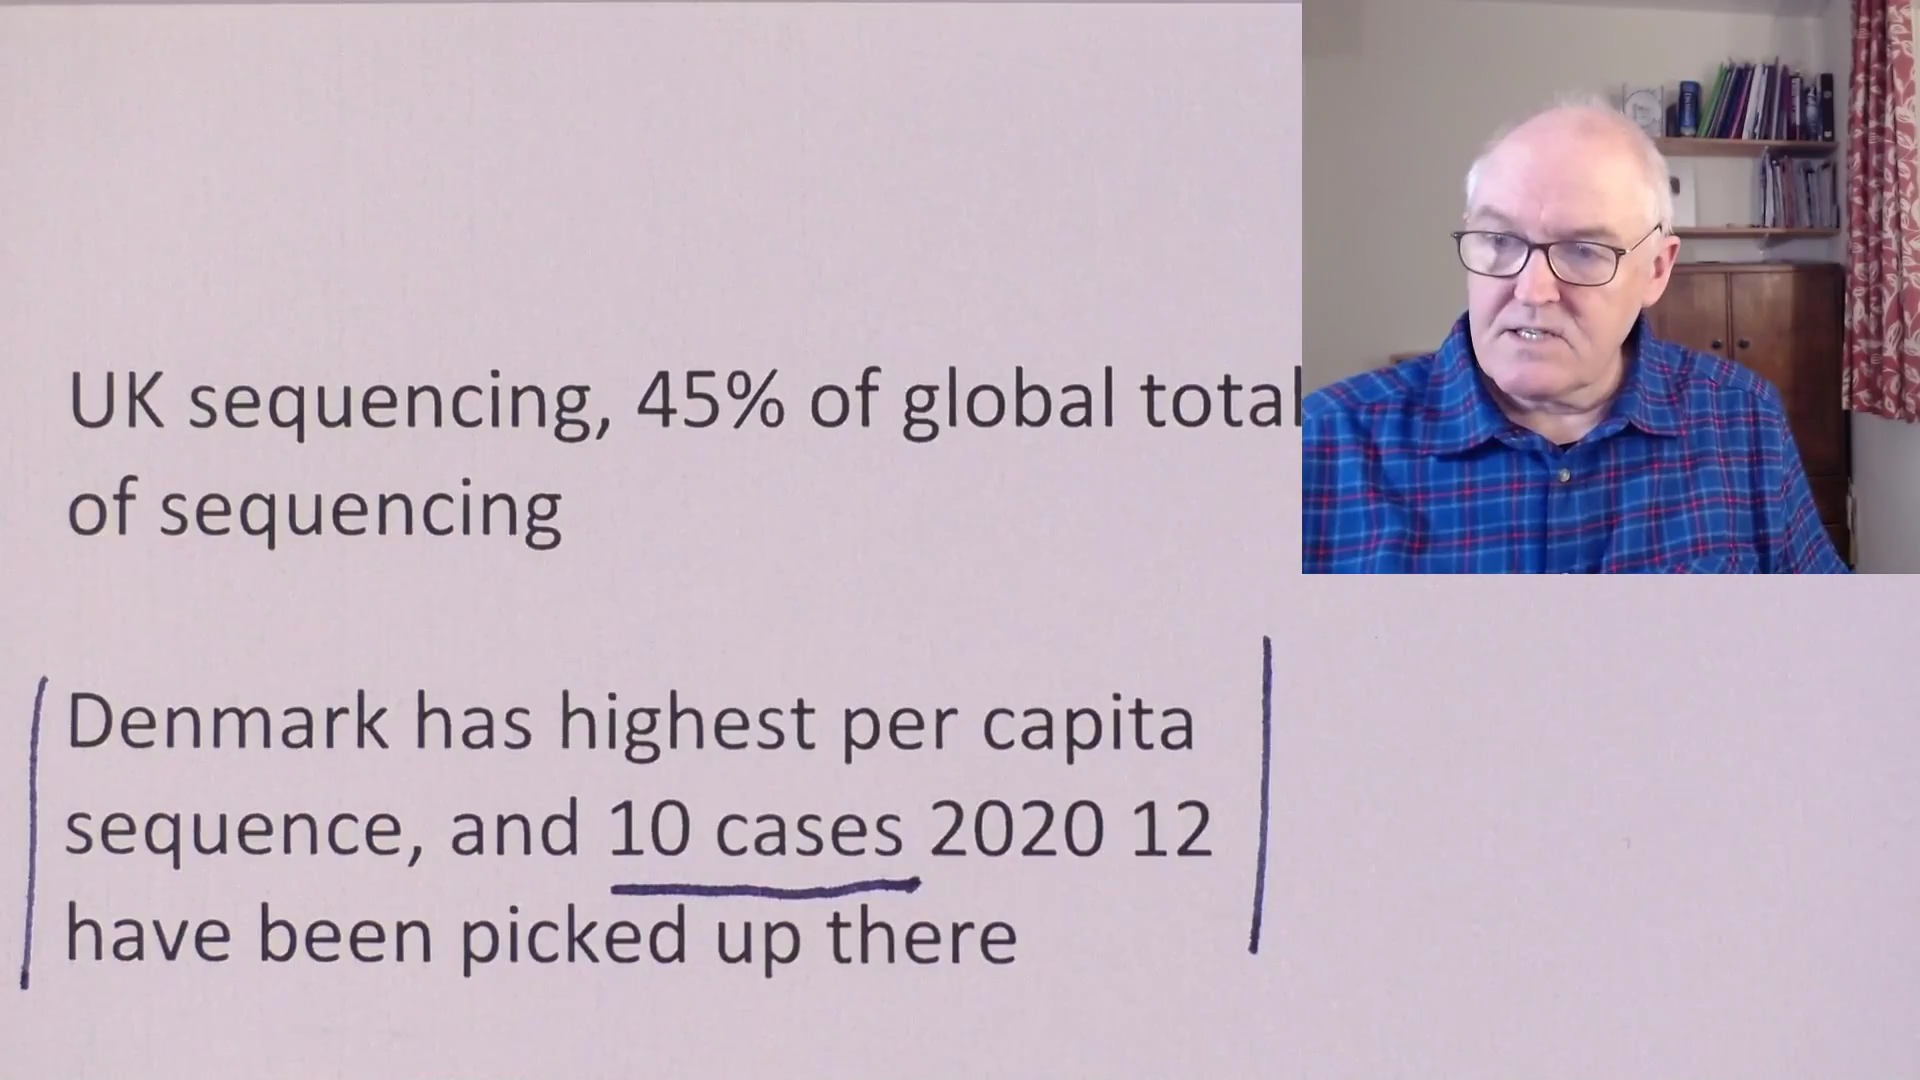 UK sequencing, 45% of global total
of sequencing
Denmark has highest per capita
sequence, and 10 cases 2020 12
have been picked up there